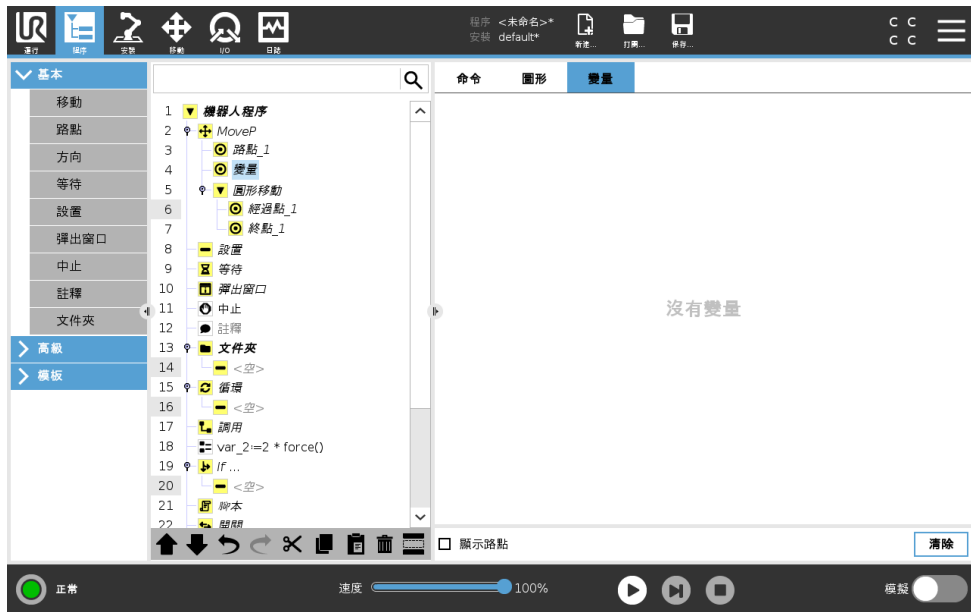 UR
運行
程序
安裝
移動
I/O
日誌
程序 <未命名>*
安裝 default*
新建...
打開...
保存...
C C
C C
基本
移動
路點
方向
等待
設置
彈出窗口
中止
註釋
文件夾
高級
模板
1 機器人程序
2 MoveP
3 路點_1
4 變量
5 圓形移動
6 經過點_1
7 終點_1
8 設置
9 等待
10 彈出窗口
11 中止
12 註釋
13 文件夾
14 <空>
15 循環
16 <空>
17 調用
18 var_2≔2 * force()
19 If ...
20 <空>
21 腳本
22 開關
命令 圖形 變量
沒有變量
顯示路點
清除
正常
速度 100%
模擬